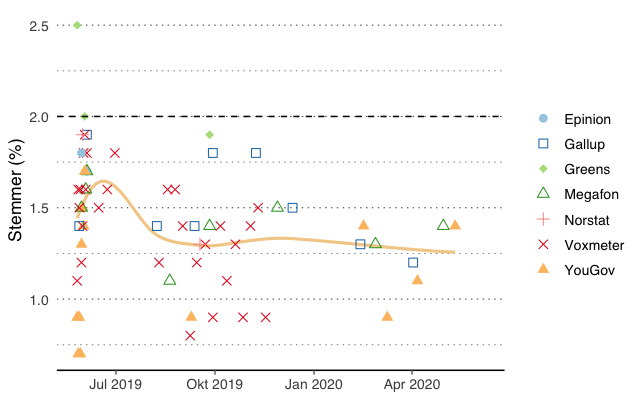 Stemmer (%)
2.5
2.0
1.5
1.0
Jul 2019
Okt 2019
Jan 2020
Apr 2020
Epinion
Gallup
Greens
Megafon
Norstat
Voxmeter
YouGov